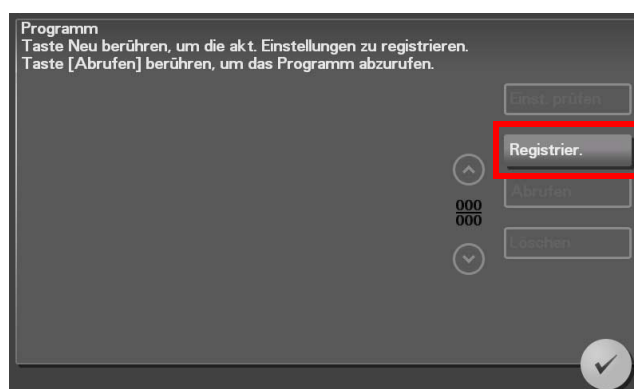 Programm
Taste Neu berühren, um die akt. Einstellungen zu registrieren.
Taste [Abrufen] berühren, um das Programm abzurufen.
Einst. prüfen
Registrier.
Abrufen
000
000
Löschen